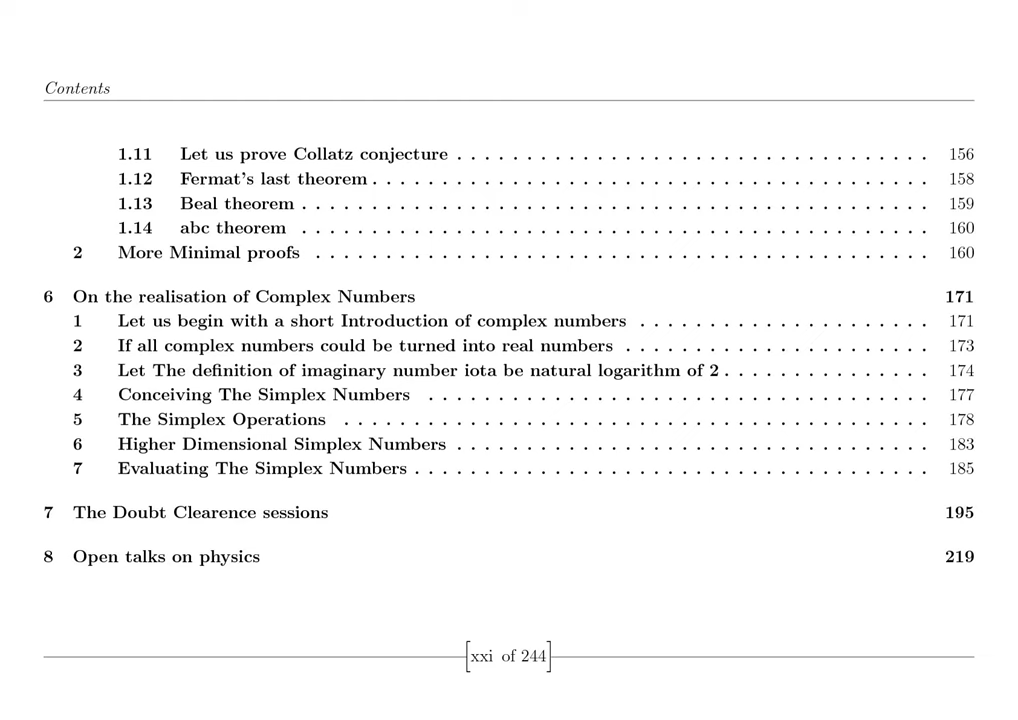 Contents
1.11 Let us prove Collatz conjecture . . . . . . . . . . . . . . . . . . . . . . . . . . . . . . . . . . 156
1.12 Fermat's last theorem . . . . . . . . . . . . . . . . . . . . . . . . . . . . . . . . . . . . . . . . 158
1.13 Beal theorem . . . . . . . . . . . . . . . . . . . . . . . . . . . . . . . . . . . . . . . . . . . . . 159
1.14 abc theorem . . . . . . . . . . . . . . . . . . . . . . . . . . . . . . . . . . . . . . . . . . . . . 160
2 More Minimal proofs . . . . . . . . . . . . . . . . . . . . . . . . . . . . . . . . . . . . . . . . . . . . 160
6 On the realisation of Complex Numbers 171
1 Let us begin with a short Introduction of complex numbers . . . . . . . . . . . . . . . . . . . . . 171
2 If all complex numbers could be turned into real numbers . . . . . . . . . . . . . . . . . . . . . . 173
3 Let The definition of imaginary number iota be natural logarithm of 2 . . . . . . . . . . . . . . . 174
4 Conceiving The Simplex Numbers . . . . . . . . . . . . . . . . . . . . . . . . . . . . . . . . . . . . 177
5 The Simplex Operations . . . . . . . . . . . . . . . . . . . . . . . . . . . . . . . . . . . . . . . . . . 178
6 Higher Dimensional Simplex Numbers . . . . . . . . . . . . . . . . . . . . . . . . . . . . . . . . . . 183
7 Evaluating The Simplex Numbers . . . . . . . . . . . . . . . . . . . . . . . . . . . . . . . . . . . . . 185
7 The Doubt Clearence sessions 195
8 Open talks on physics 219
xxi of 244